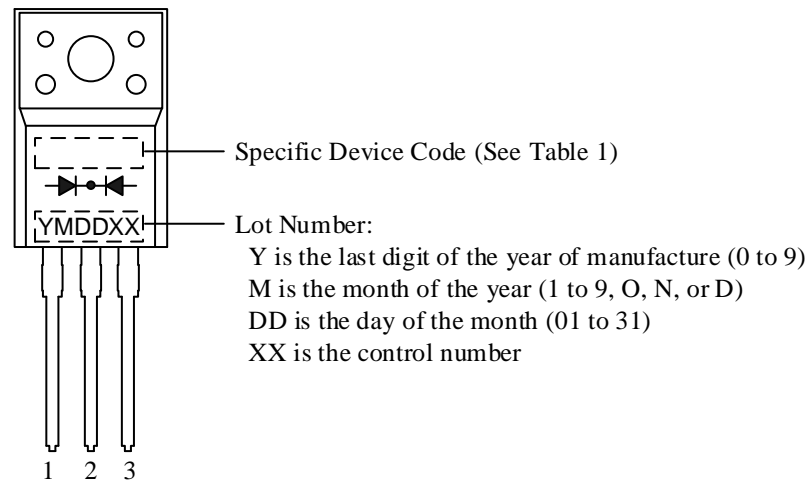 Specific Device Code (See Table 1)
YMDDXX
Lot Number:
Y is the last digit of the year of manufacture (0 to 9)
M is the month of the year (1 to 9, O, N, or D)
DD is the day of the month (01 to 31)
XX is the control number
1 2 3